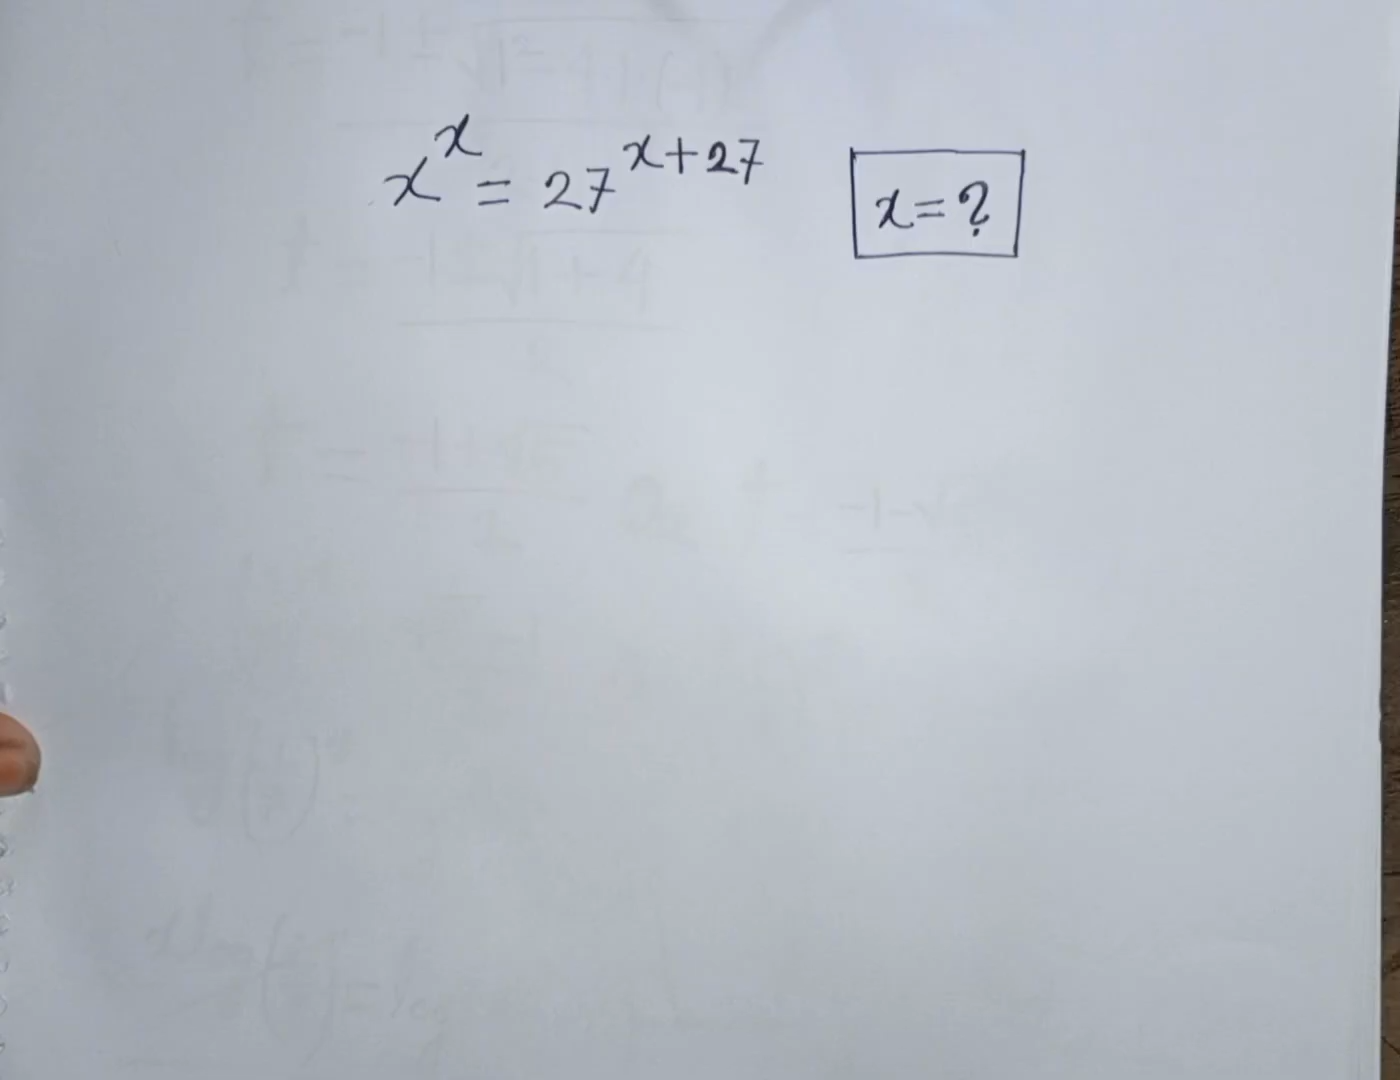 x^x = 27^{x+27}
x = ?